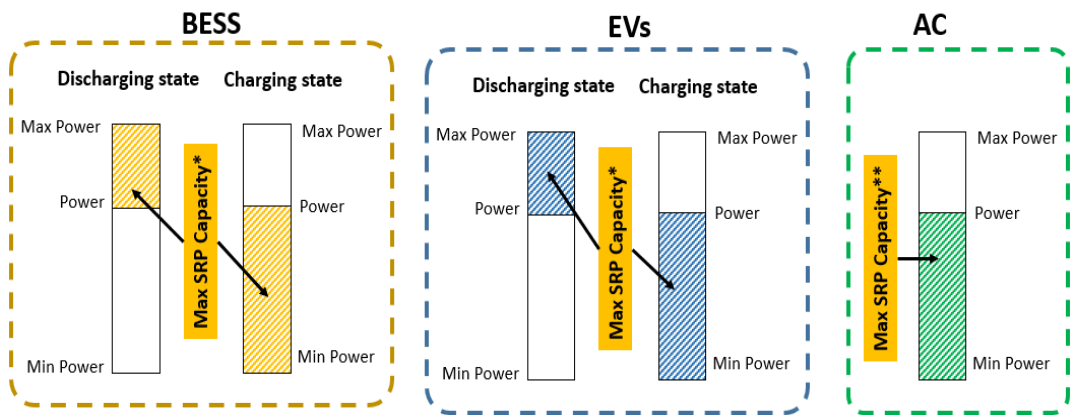 BESS
Discharging state
Charging state
Max Power
Power
Min Power
Max SRP Capacity*
Max Power
Power
Min Power
EVs
Discharging state
Charging state
Max Power
Power
Min Power
Max SRP Capacity*
Max Power
Power
Min Power
AC
Max SRP Capacity**
Max Power
Power
Min Power